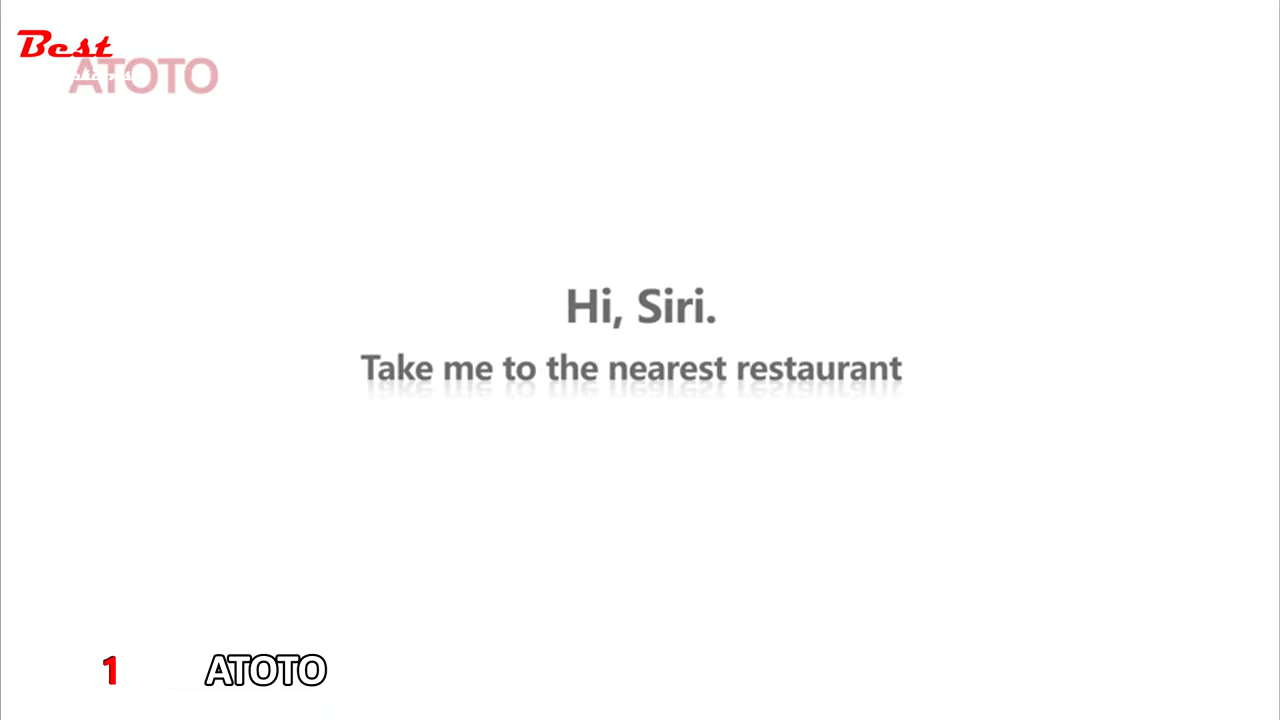 Best
ATOTO
Hi, Siri.
Take me to the nearest restaurant
1 ATOTO